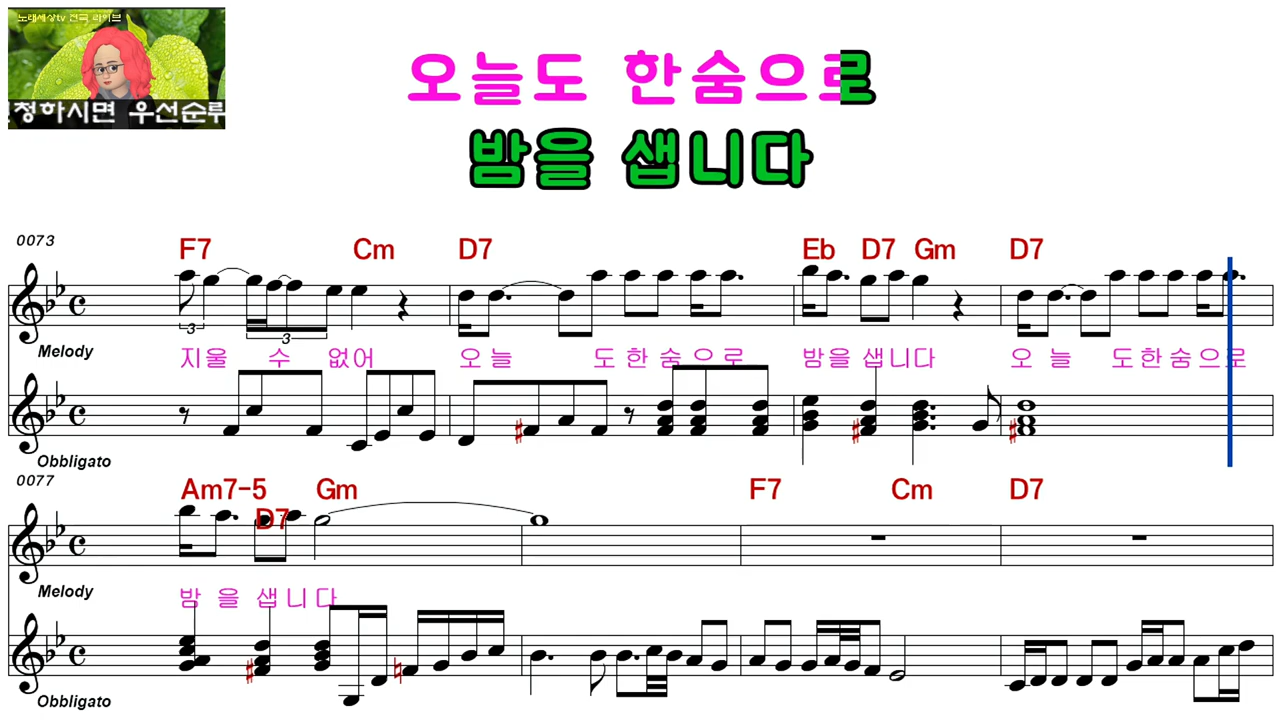 노래세상tv 전국 라이브
청하시면 우선순
오늘도 한숨으로
밤을 샙니다
0073
F7 Cm D7 Eb D7 Gm D7
Melody
지울 수 없어 오늘 도한숨으로 밤을샙니다 오늘 도한숨으로
Obbligato
0077
Am7-5 D7 Gm F7 Cm D7
Melody
밤을 샙니다
Obbligato